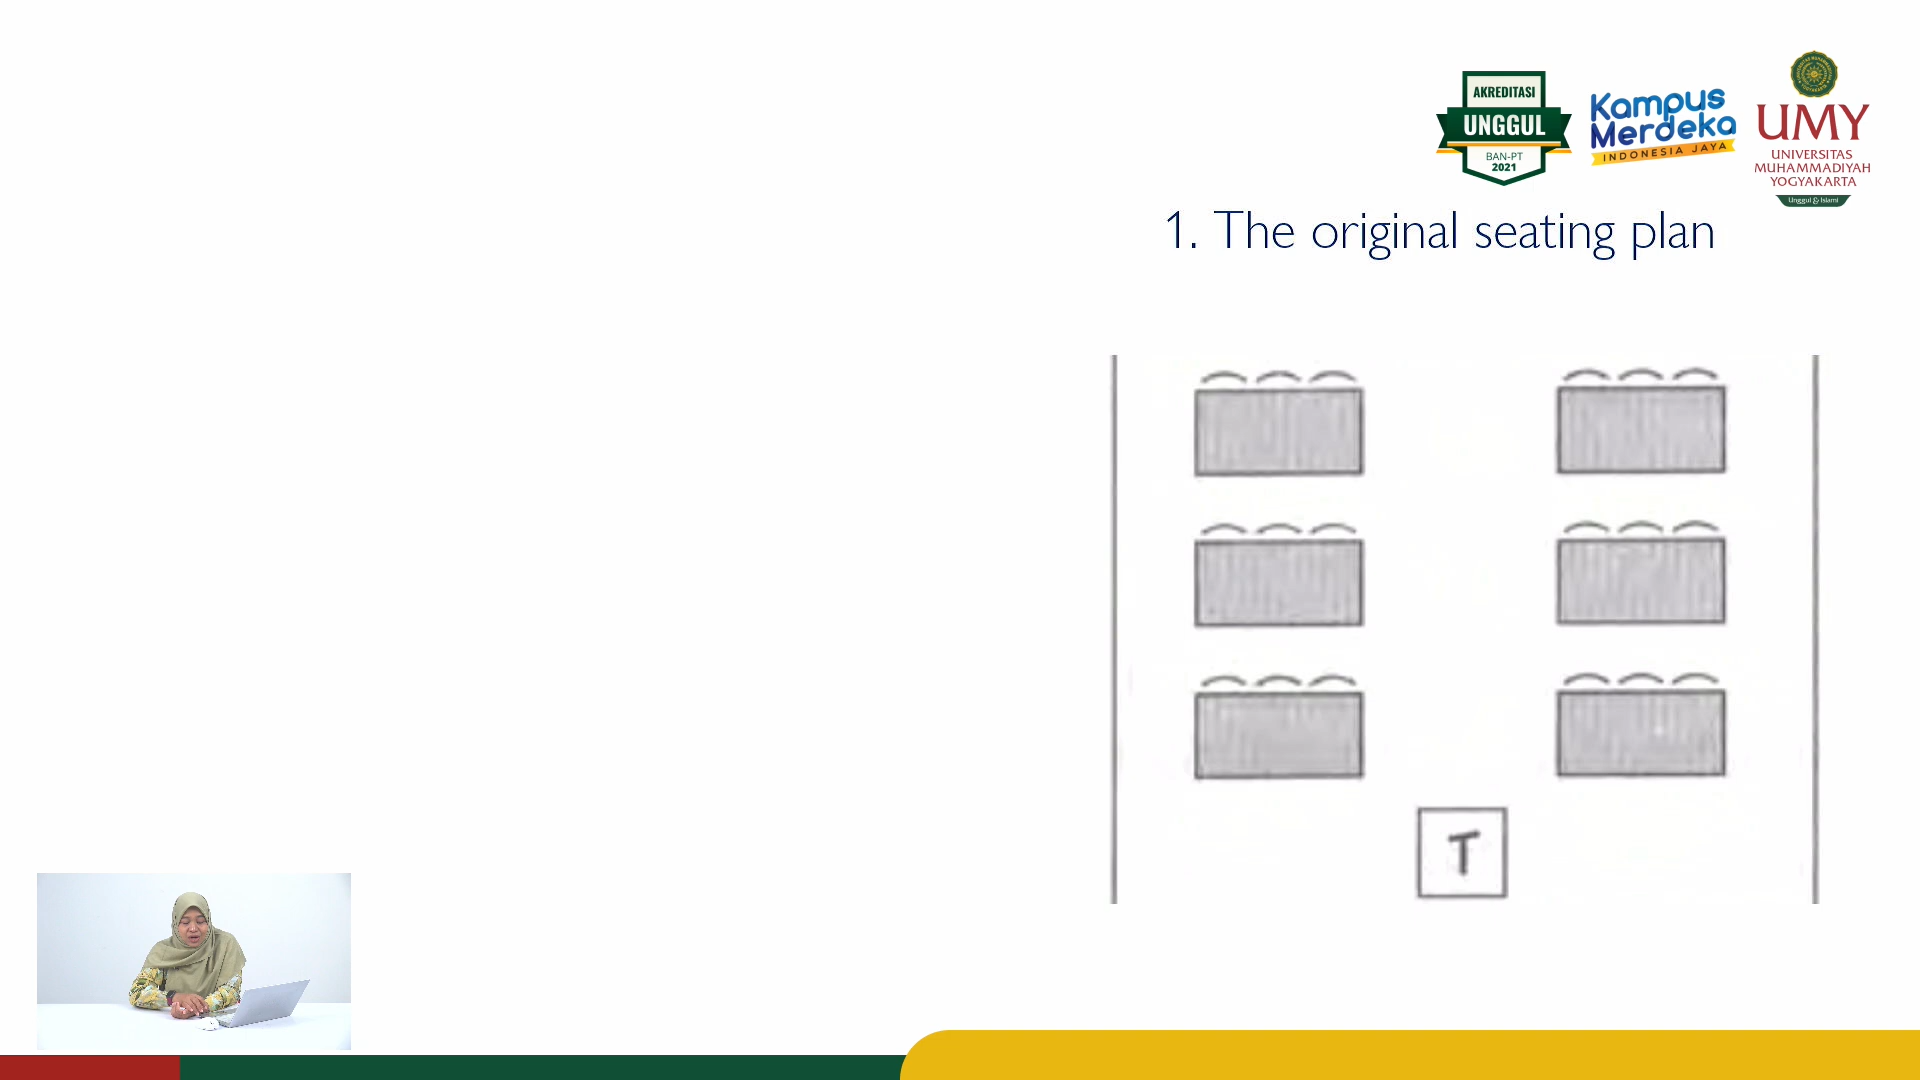 AKREDITASI
UNGGUL
BAN-PT
2021
Kampus
Merdeka
INDONESIA JAYA
UMY
UNIVERSITAS
MUHAMMADIYAH
YOGYAKARTA
Unggul & Islami
1. The original seating plan
T